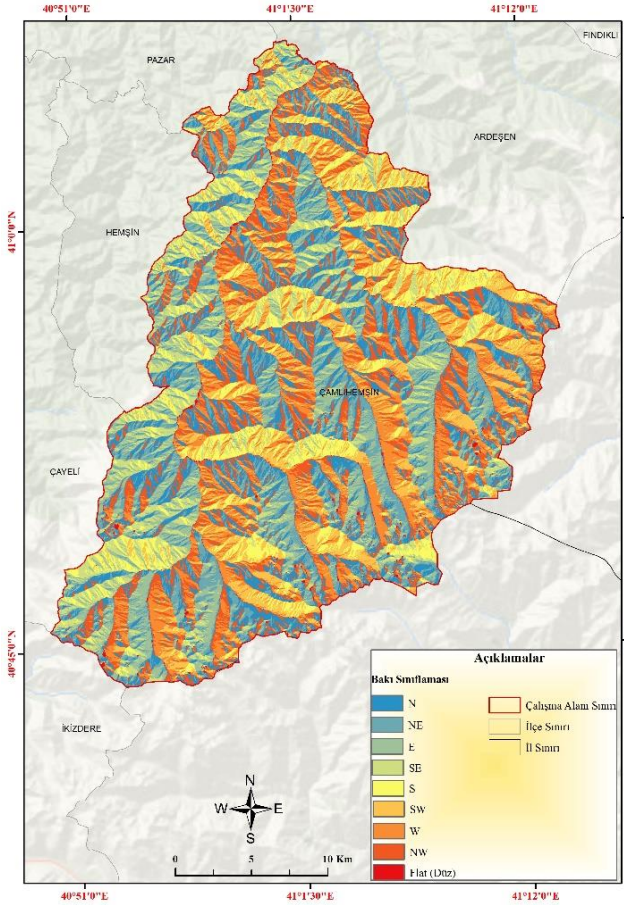 40°51'0"E 41°1'30"E 41°12'0"E
FINDIKLI
PAZAR
ARDEŞEN
41°0'0"N
HEMŞİN
ÇAMLIHEMŞİN
ÇAYELİ
40°45'0"N
İKİZDERE
Açıklamalar
Bakı Sınıflaması
N
NE
E
SE
S
SW
W
NW
Flat (Düz)
Çalışma Alanı Sınırı
İlçe Sınırı
İl Sınırı
N
W E
S
0 5 10 Km
40°51'0"E 41°1'30"E 41°12'0"E